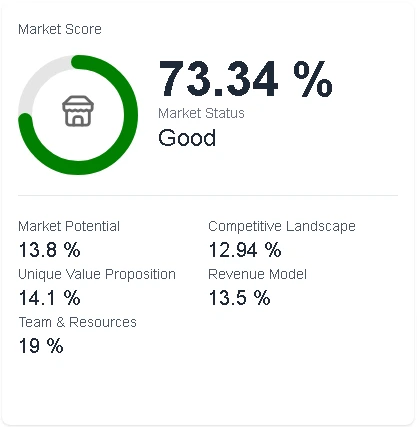 Market Score
73.34 %
Market Status
Good
Market Potential
13.8 %
Competitive Landscape
12.94 %
Unique Value Proposition
14.1 %
Revenue Model
13.5 %
Team & Resources
19 %